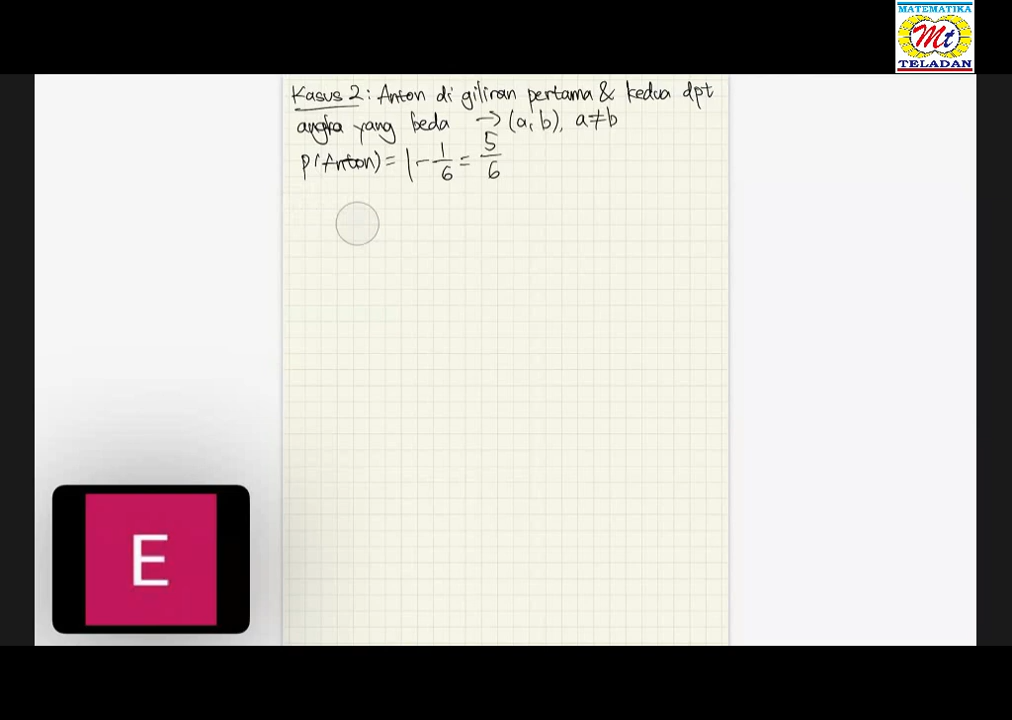 MATEMATIKA
Mt
TELADAN
Kasus 2: Anton di giliran pertama & kedua dpt
angka yang beda → (a, b), a≠b
P(Anton) = 1 - 1/6 = 5/6
E